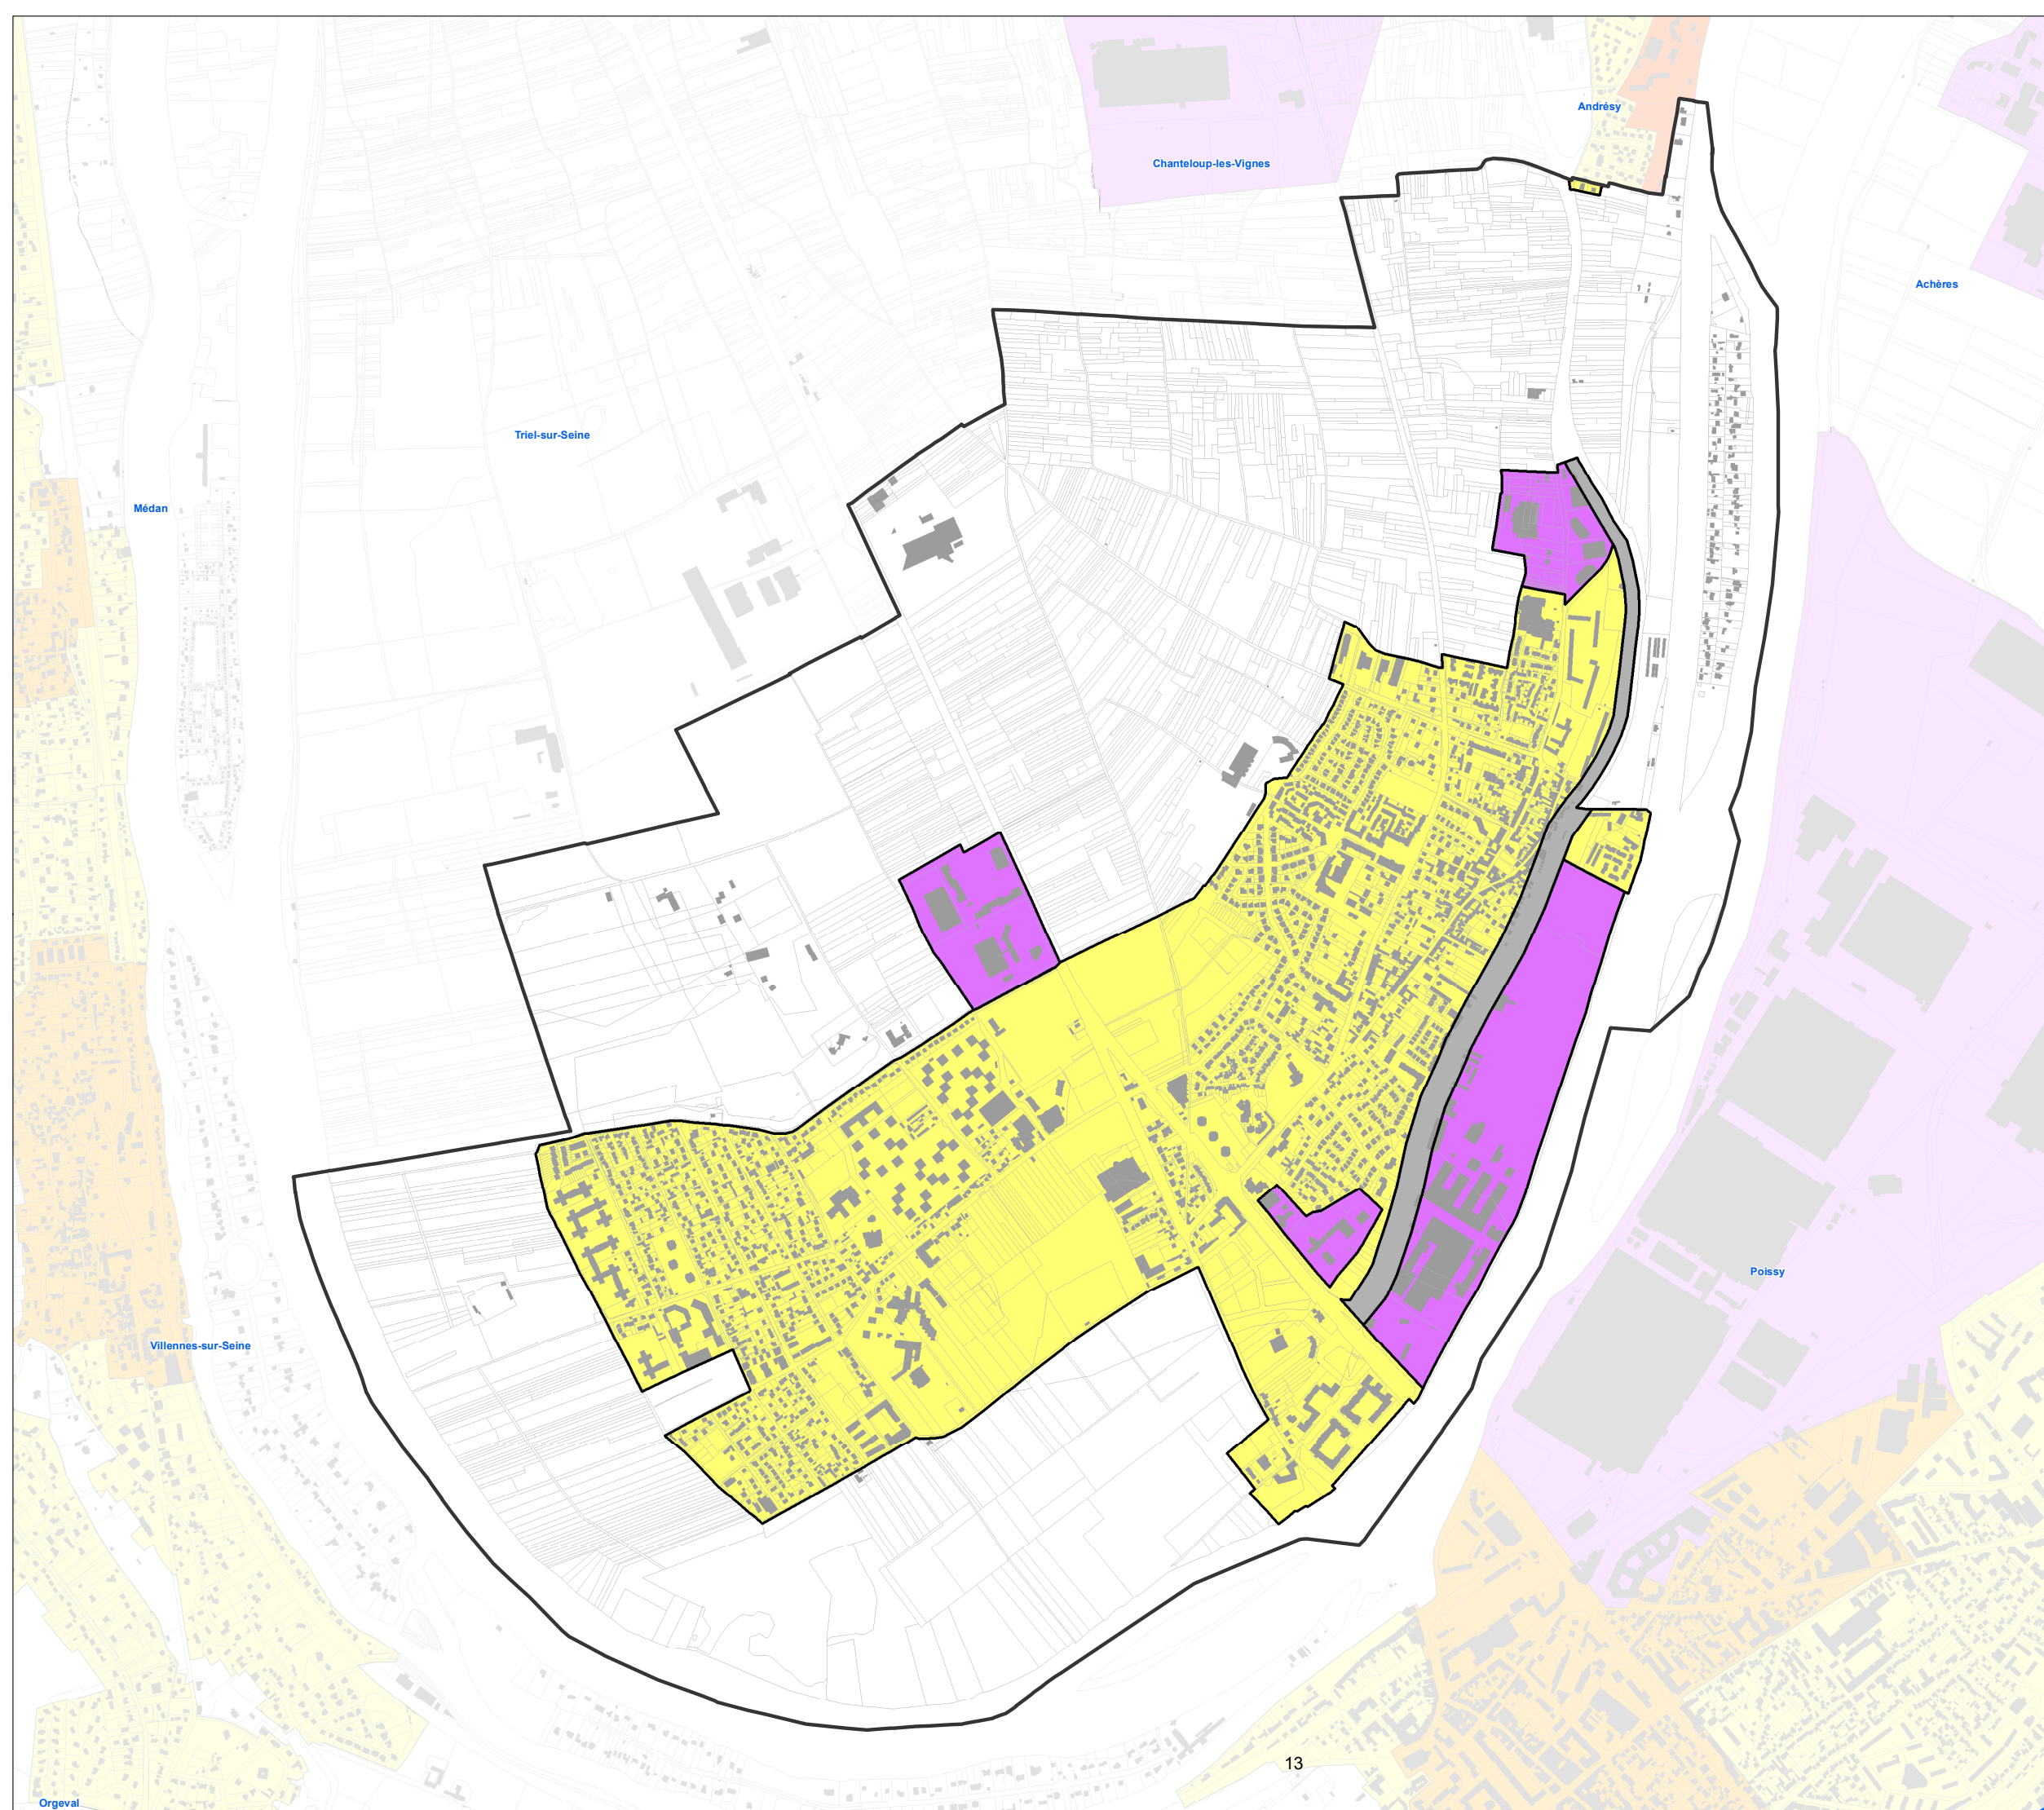 Andrésy
Chanteloup-les-Vignes
Achères
Triel-sur-Seine
Médan
Poissy
Villennes-sur-Seine
13
Orgeval